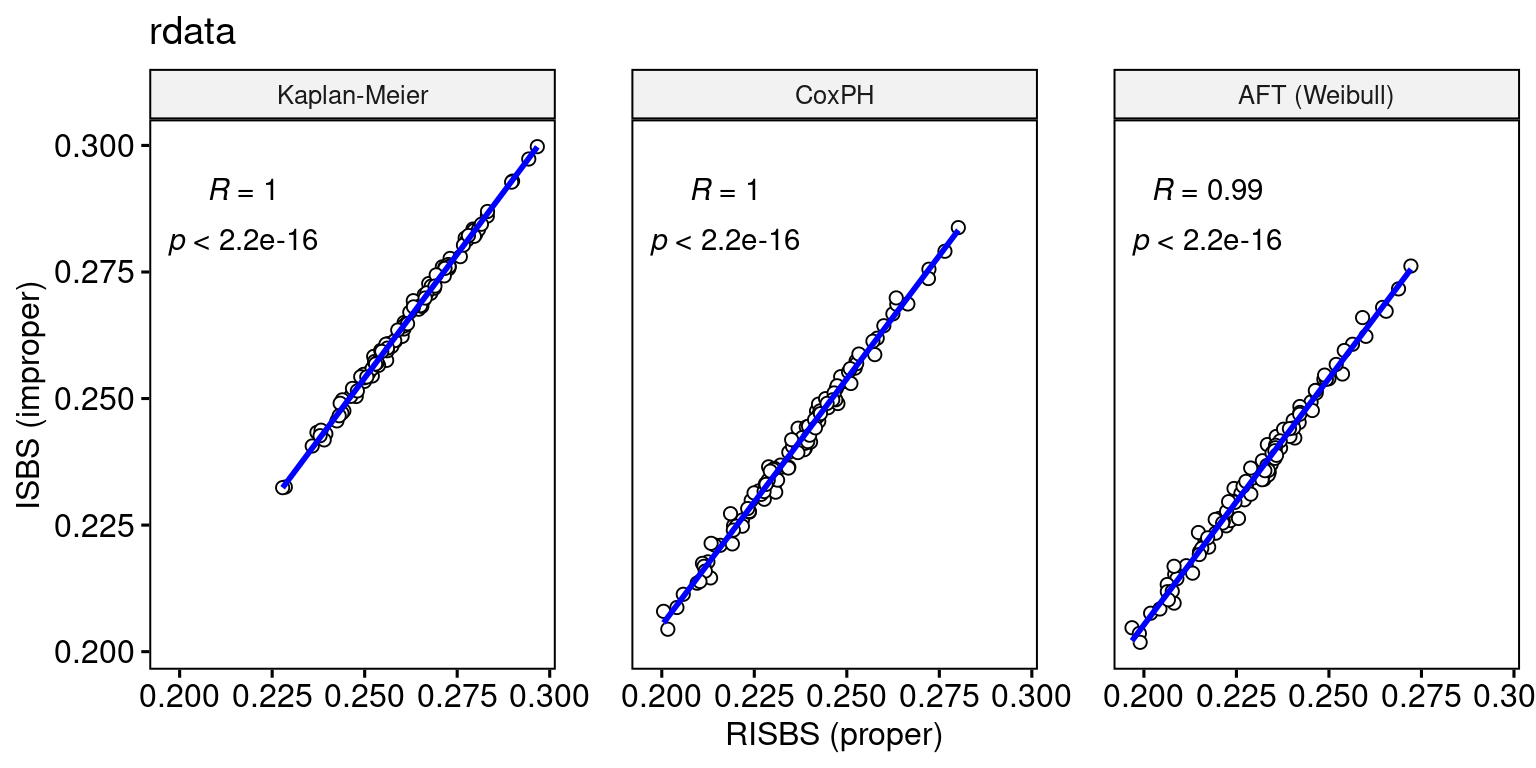 rdata
Kaplan-Meier CoxPH AFT (Weibull)
ISBS (improper)
0.300
0.275
0.250
0.225
0.200
R = 1
p < 2.2e-16
R = 1
p < 2.2e-16
R = 0.99
p < 2.2e-16
0.200 0.225 0.250 0.275 0.300 0.200 0.225 0.250 0.275 0.300 0.200 0.225 0.250 0.275 0.30
RISBS (proper)